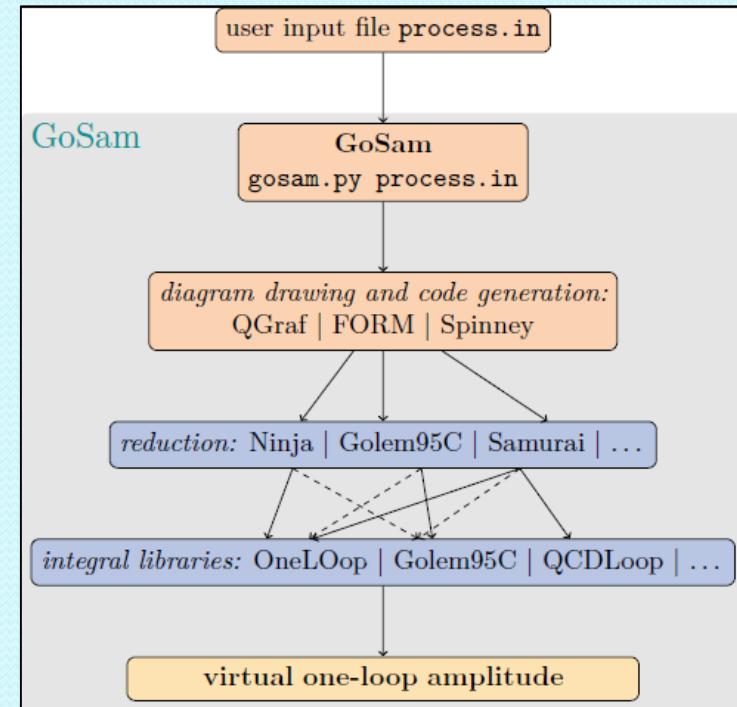 user input file process.in
GoSam
GoSam
gosam.py process.in
diagram drawing and code generation:
QGraf | FORM | Spinney
reduction: Ninja | Golem95C | Samurai | ...
integral libraries: OneLOop | Golem95C | QCDLoop | ...
virtual one-loop amplitude